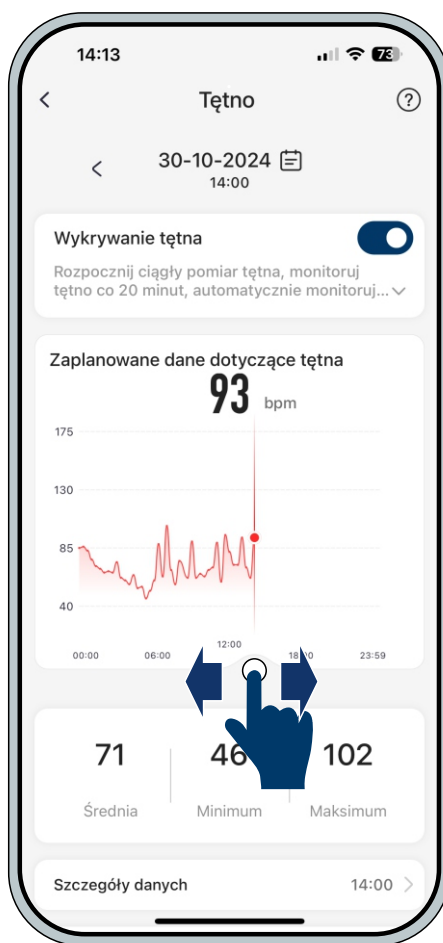 14:13 73
Tętno
30-10-2024
14:00
Wykrywanie tętna
Rozpocznij ciągły pomiar tętna, monitoruj
tętno co 20 minut, automatycznie monitoruj...
Zaplanowane dane dotyczące tętna
93 bpm
175
130
85
40
00:00 06:00 12:00 23:59
71 46 102
Średnia Minimum Maksimum
Szczegóły danych 14:00